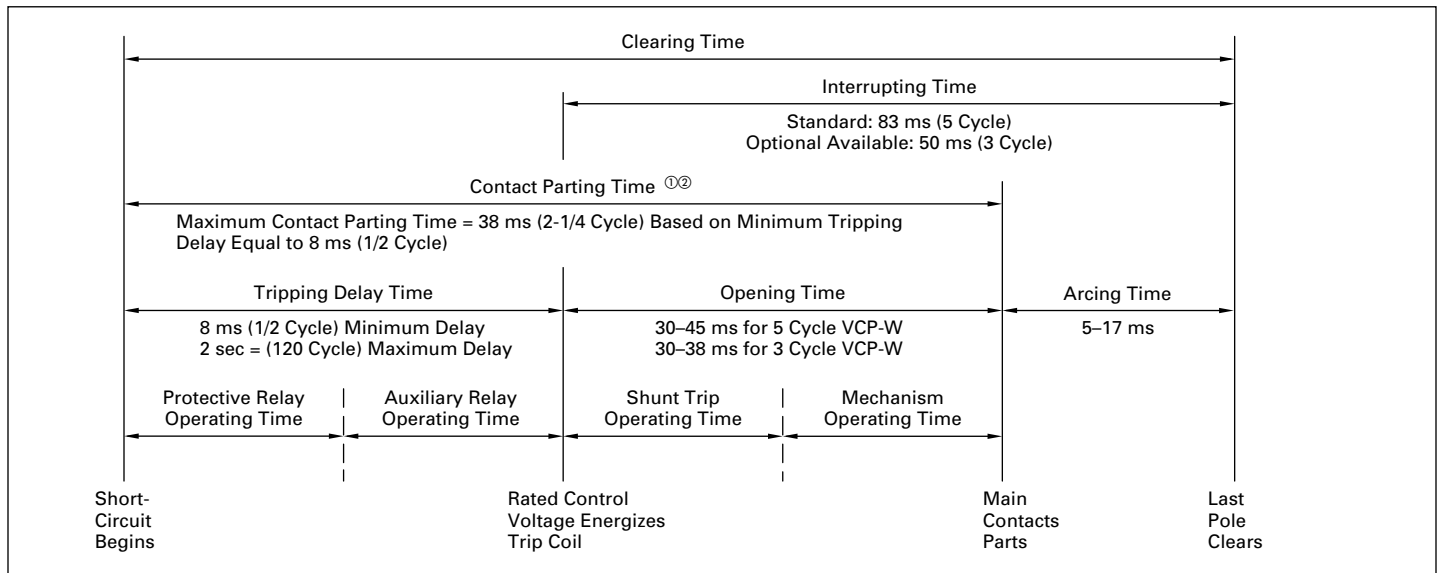 Clearing Time
Interrupting Time
Standard: 83 ms (5 Cycle)
Optional Available: 50 ms (3 Cycle)
Contact Parting Time ①②
Maximum Contact Parting Time = 38 ms (2-1/4 Cycle) Based on Minimum Tripping
Delay Equal to 8 ms (1/2 Cycle)
Tripping Delay Time
8 ms (1/2 Cycle) Minimum Delay
2 sec = (120 Cycle) Maximum Delay
Opening Time
30–45 ms for 5 Cycle VCP-W
30–38 ms for 3 Cycle VCP-W
Arcing Time
5–17 ms
Protective Relay
Operating Time
Auxiliary Relay
Operating Time
Shunt Trip
Operating Time
Mechanism
Operating Time
Short-
Circuit
Begins
Rated Control
Voltage Energizes
Trip Coil
Main
Contacts
Parts
Last
Pole
Clears